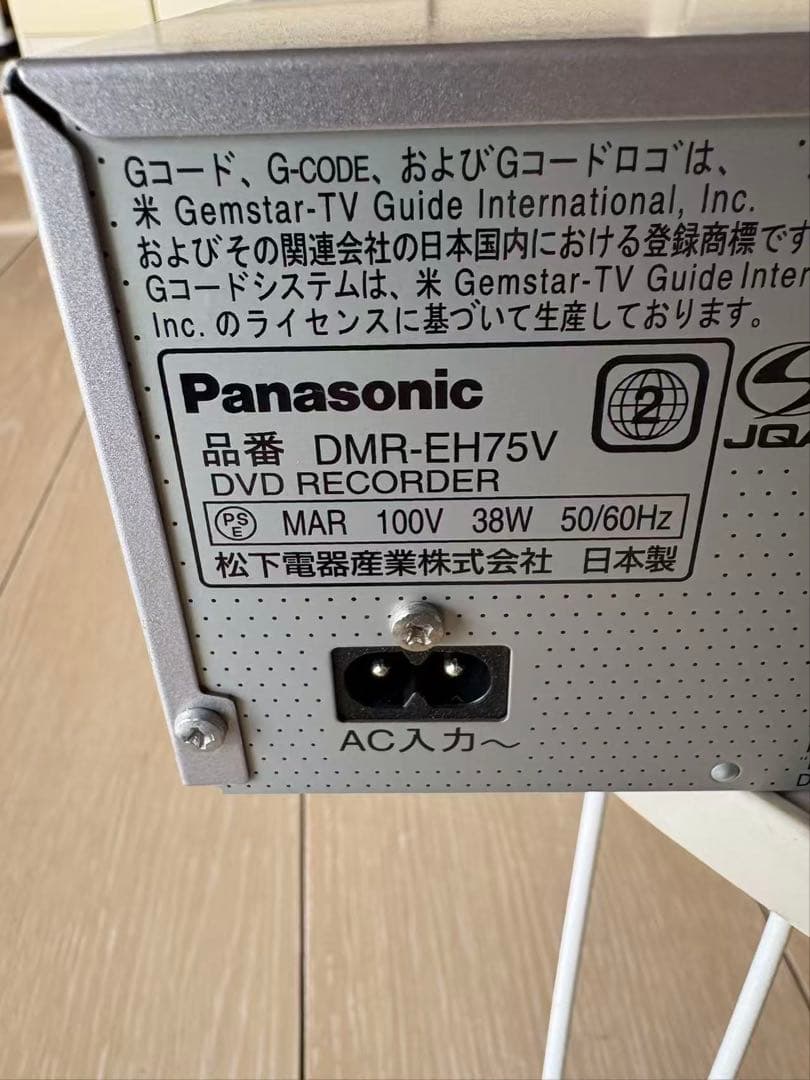 Gコード、G-CODE、およびGコードロゴは、
米 Gemstar-TV Guide International, Inc.
およびその関連会社の日本国内における登録商標です
Gコードシステムは、米 Gemstar-TV Guide Inter
Inc. のライセンスに基づいて生産しております。
Panasonic
2
JQA
品番 DMR-EH75V
DVD RECORDER
PSE MAR 100V 38W 50/60Hz
松下電器産業株式会社 日本製
AC入力～